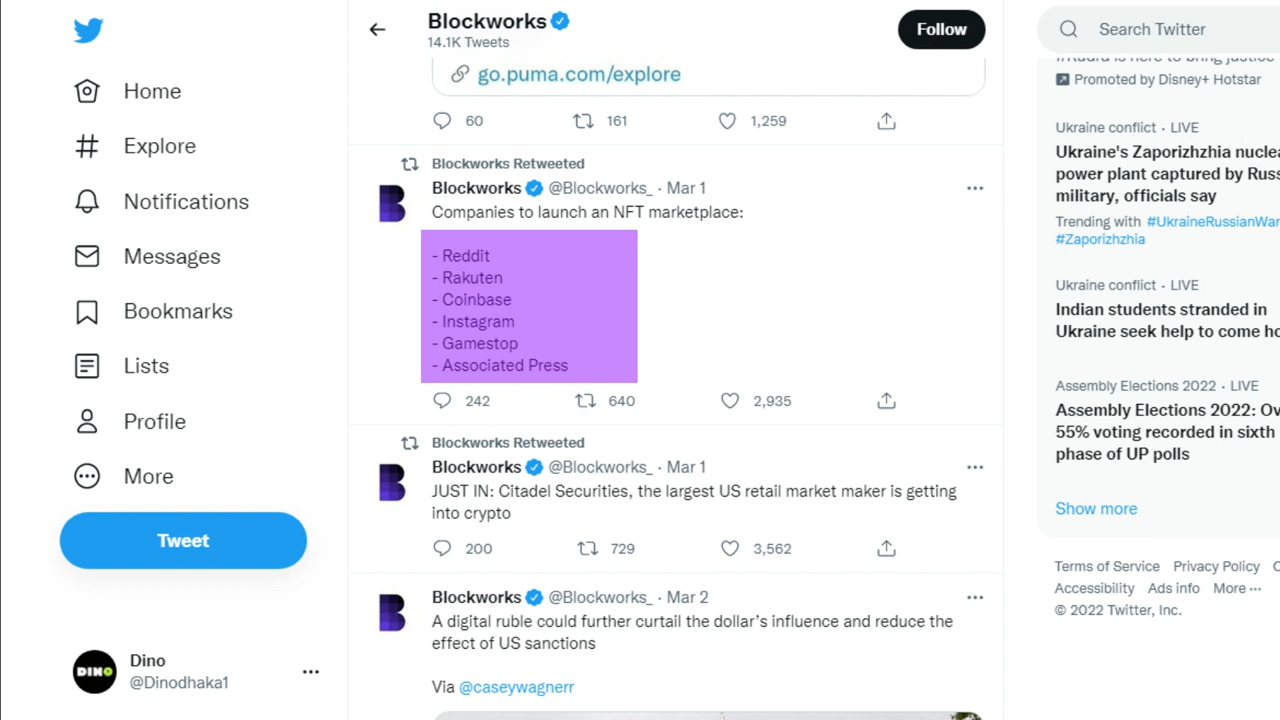 Home
Explore
Notifications
Messages
Bookmarks
Lists
Profile
More
Tweet
DINO
Dino
@Dinodhaka1
Blockworks
14.1K Tweets
Follow
go.puma.com/explore
60 161 1,259
Blockworks Retweeted
Blockworks @Blockworks_ · Mar 1
Companies to launch an NFT marketplace:
- Reddit
- Rakuten
- Coinbase
- Instagram
- Gamestop
- Associated Press
242 640 2,935
Blockworks Retweeted
Blockworks @Blockworks_ · Mar 1
JUST IN: Citadel Securities, the largest US retail market maker is getting
into crypto
200 729 3,562
Blockworks @Blockworks_ · Mar 2
A digital ruble could further curtail the dollar’s influence and reduce the
effect of US sanctions
Via @caseywagnerr
Search Twitter
is here to bring justice
Promoted by Disney+ Hotstar
Ukraine conflict · LIVE
Ukraine's Zaporizhzhia nuclea
power plant captured by Russ
military, officials say
Trending with #UkraineRussianWar
#Zaporizhzhia
Ukraine conflict · LIVE
Indian students stranded in
Ukraine seek help to come ho
Assembly Elections 2022 · LIVE
Assembly Elections 2022: Ov
55% voting recorded in sixth
phase of UP polls
Show more
Terms of Service Privacy Policy C
Accessibility Ads info More ···
© 2022 Twitter, Inc.